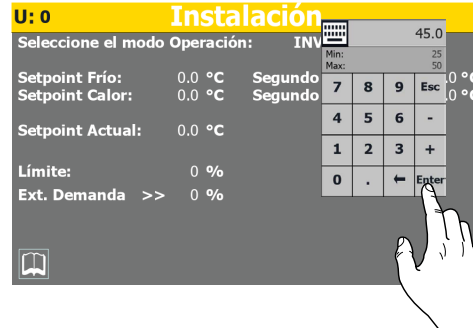 U: 0 Instalación
Seleccione el modo Operación: INV
45.0
Min: 25
Max: 50
Setpoint Frío: 0.0 °C Segundo .0 °C
Setpoint Calor: 0.0 °C Segundo .0 °C
7 8 9 Esc
4 5 6 -
Setpoint Actual: 0.0 °C
1 2 3 +
Límite: 0 %
0 . ← Enter
Ext. Demanda >> 0 %